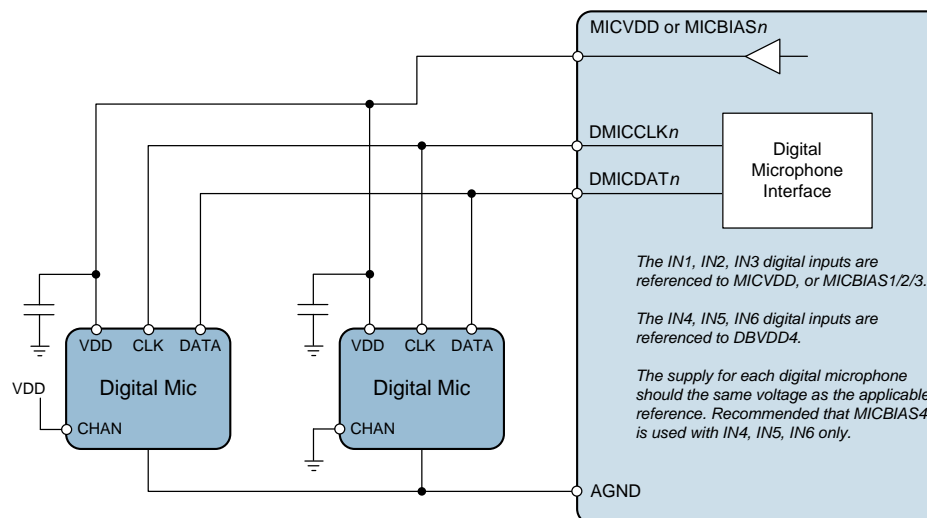 MICVDD or MICBIASn
DMICCLKn
DMICDATn
Digital
Microphone
Interface
The IN1, IN2, IN3 digital inputs are
referenced to MICVDD, or MICBIAS1/2/3.
The IN4, IN5, IN6 digital inputs are
referenced to DBVDD4.
The supply for each digital microphone
should the same voltage as the applicable
reference. Recommended that MICBIAS4
is used with IN4, IN5, IN6 only.
VDD CLK DATA
Digital Mic
VDD
CHAN
VDD CLK DATA
Digital Mic
CHAN
AGND